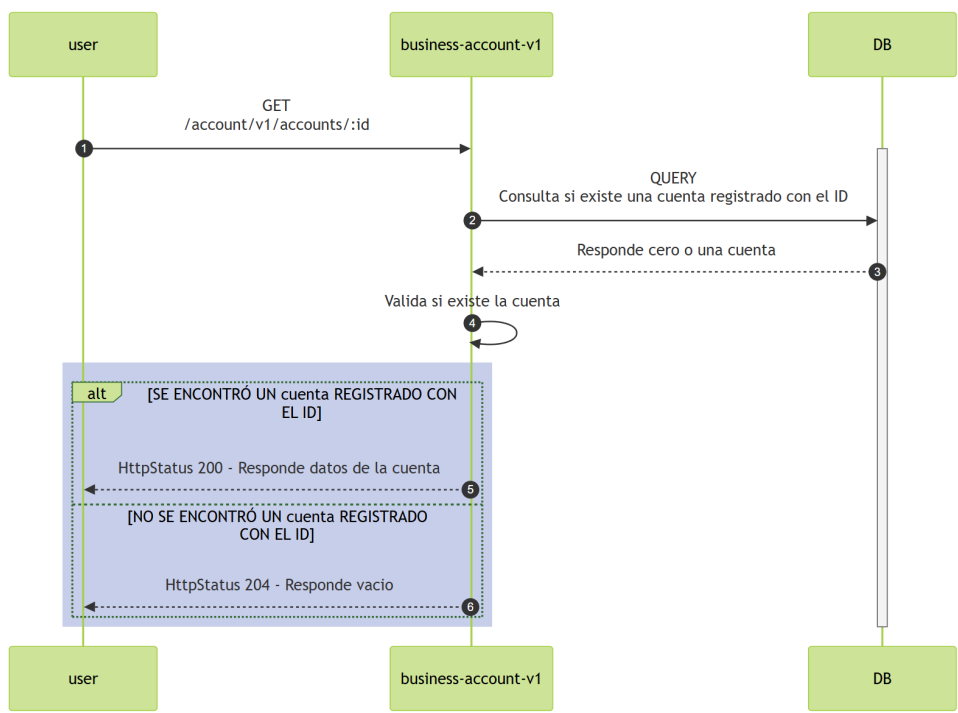 user
business-account-v1
DB
GET
/account/v1/accounts/:id
1
QUERY
Consulta si existe una cuenta registrado con el ID
2
Responde cero o una cuenta
3
Valida si existe la cuenta
4
alt
[SE ENCONTRÓ UN cuenta REGISTRADO CON
EL ID]
HttpStatus 200 - Responde datos de la cuenta
5
[NO SE ENCONTRÓ UN cuenta REGISTRADO
CON EL ID]
HttpStatus 204 - Responde vacio
6
user
business-account-v1
DB